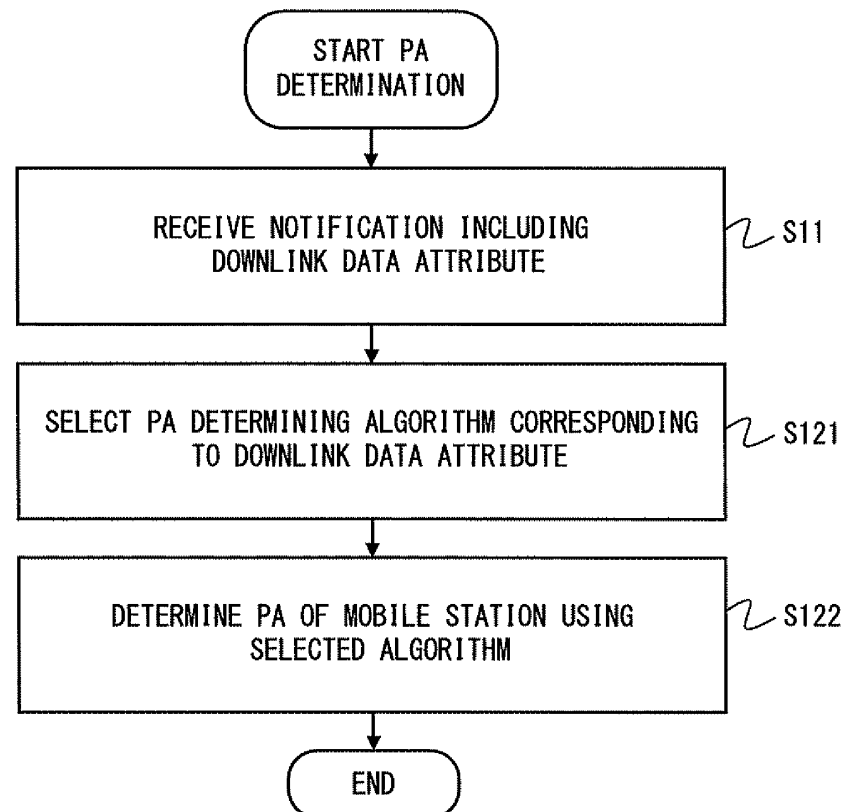 START PA
DETERMINATION
RECEIVE NOTIFICATION INCLUDING
DOWNLINK DATA ATTRIBUTE
S11
SELECT PA DETERMINING ALGORITHM CORRESPONDING
TO DOWNLINK DATA ATTRIBUTE
S121
DETERMINE PA OF MOBILE STATION USING
SELECTED ALGORITHM
S122
END